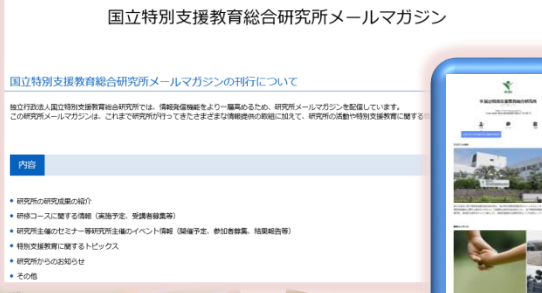 国立特別支援教育総合研究所メールマガジン
国立特別支援教育総合研究所メールマガジンの刊行について
独立行政法人国立特別支援教育総合研究所では、情報発信機能をより一層高めるため、研究所メールマガジンを配信しています。
この研究所メールマガジンは、これまで研究所が行ってきたさまざまな情報提供の取組に加えて、研究所の活動や特別支援教育に関する
内容
研究所の研究成果の紹介
研修コースに関する情報（実施予定、受講者募集等）
研究所主催のセミナー等研究所主催のイベント情報（開催予定、参加者募集、結果報告等）
特別支援教育に関するトピックス
研究所からのお知らせ
その他